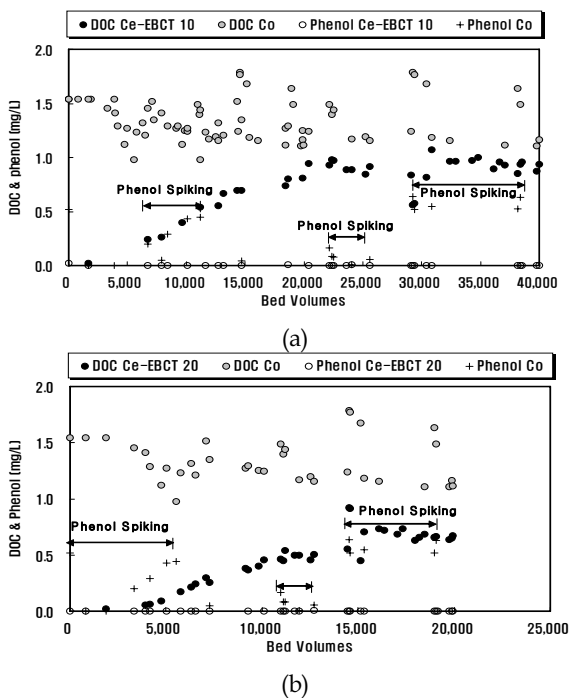 DOC Ce-EBCT 10 DOC Co Phenol Ce-EBCT 10 Phenol Co
2.0
1.5
1.0
0.5
0.0
DOC & phenol (mg/L)
Phenol Spiking
Phenol Spiking
Phenol Spiking
0 5,000 10,000 15,000 20,000 25,000 30,000 35,000 40,000
Bed Volumes
(a)
DOC Ce-EBCT 20 DOC Co Phenol Ce-EBCT 20 Phenol Co
2.0
1.5
1.0
0.5
0.0
DOC & Phenol (mg/L)
Phenol Spiking
Phenol Spiking
0 5,000 10,000 15,000 20,000 25,000
Bed Volumes
(b)